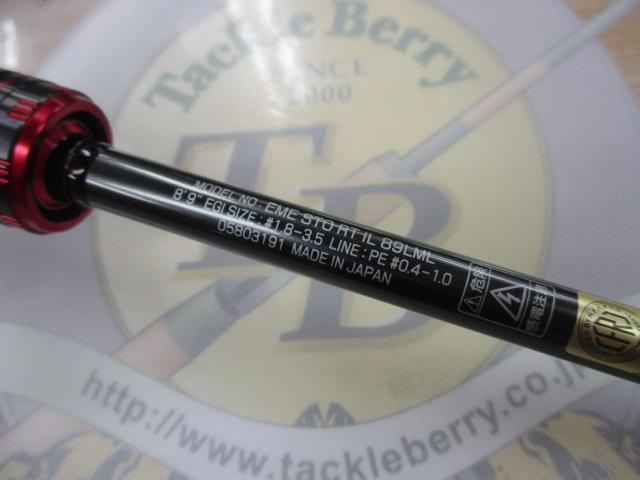 Tackle Berry
SINCE
2000
TB
MODEL NO.: EME STO RT IL 89LML
8'9" EGI SIZE: #1.8-3.5 LINE: PE #0.4-1.0
05803191 MADE IN JAPAN
⚠危険
感電注意
http://www.tackleberry.co.j